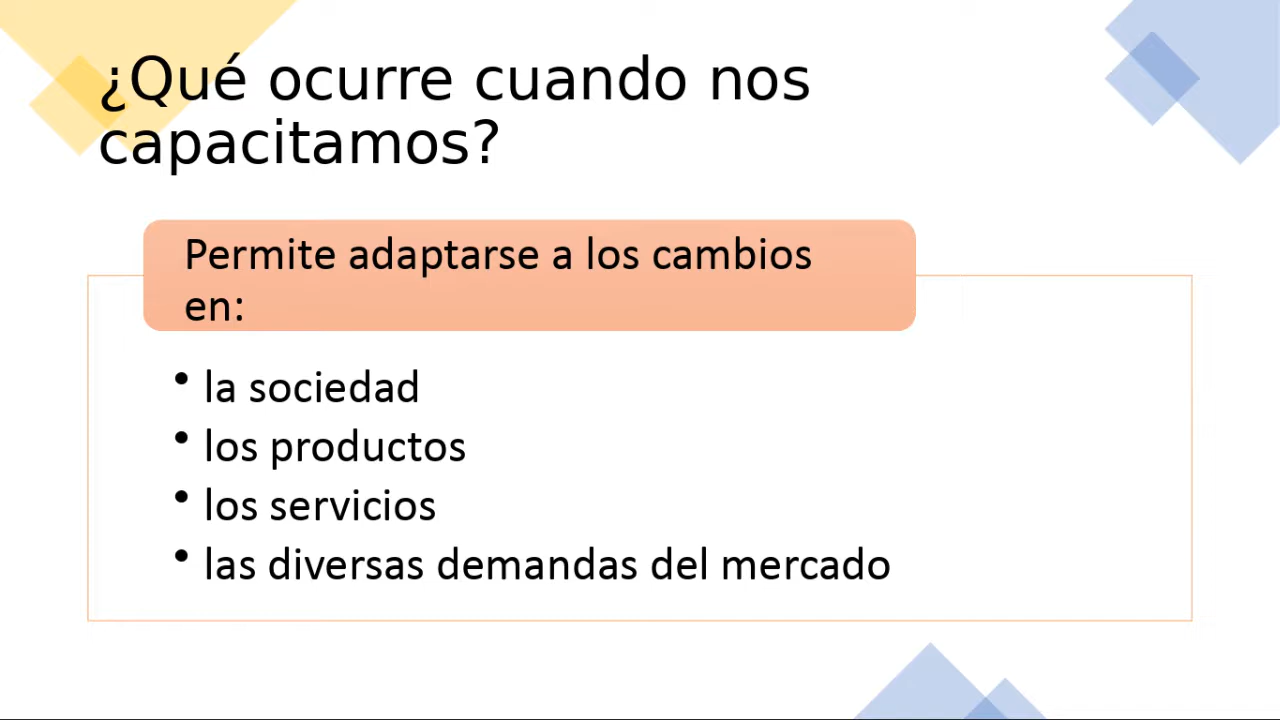 ¿Qué ocurre cuando nos
capacitamos?
Permite adaptarse a los cambios
en:
• la sociedad
• los productos
• los servicios
• las diversas demandas del mercado